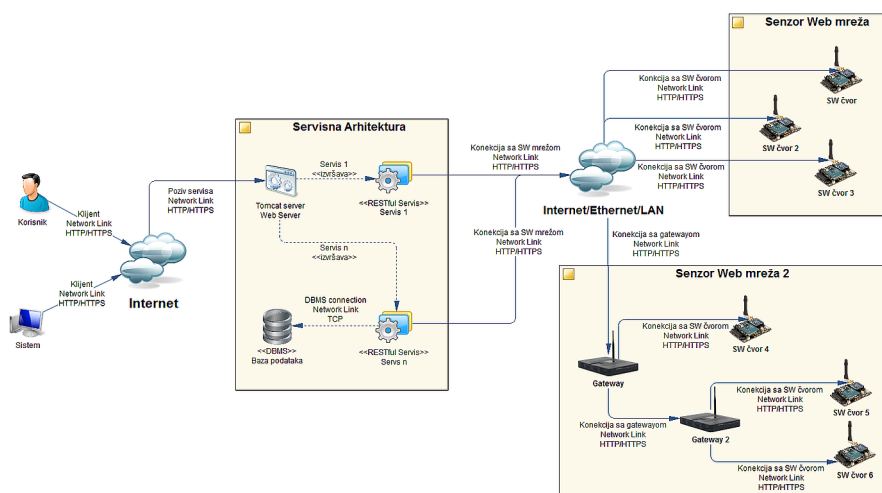 Senzor Web mreža
Konkcija sa SW čvorom
Network Link
HTTP/HTTPS
SW čvor
Konekcija sa SW čvorom
Network Link
HTTP/HTTPS
SW čvor 2
Konekcija sa SW čvorom
Network Link
HTTP/HTTPS
SW čvor 3
Servisna Arhitektura
Servis 1
<<izvršava>>
Tomcat server
Web Server
<<RESTful Servis>>
Servis 1
Servis n
<<izvršava>>
DBMS connection
Network Link
TCP
<<DBMS>>
Baza podataka
<<RESTful Servis>>
Servs n
Konekcija sa SW mrežom
Network Link
HTTP/HTTPS
Konekcija sa SW mrežom
Network Link
HTTP/HTTPS
Internet/Ethernet/LAN
Poziv servisa
Network Link
HTTP/HTTPS
Korisnik
Klijent
Network Link
HTTP/HTTPS
Klijent
Network Link
HTTP/HTTPS
Internet
Sistem
Konekcija sa gatewayom
Network Link
HTTP/HTTPS
Senzor Web mreža 2
Konekcija sa SW čvorom
Network Link
HTTP/HTTPS
SW čvor 4
Gateway
Konekcija sa gatewayom
Network Link
HTTP/HTTPS
Gateway 2
Konekcija sa SW čvorom
Network Link
HTTP/HTTPS
SW čvor 5
Konekcija sa SW čvorom
Network Link
HTTP/HTTPS
SW čvor 6